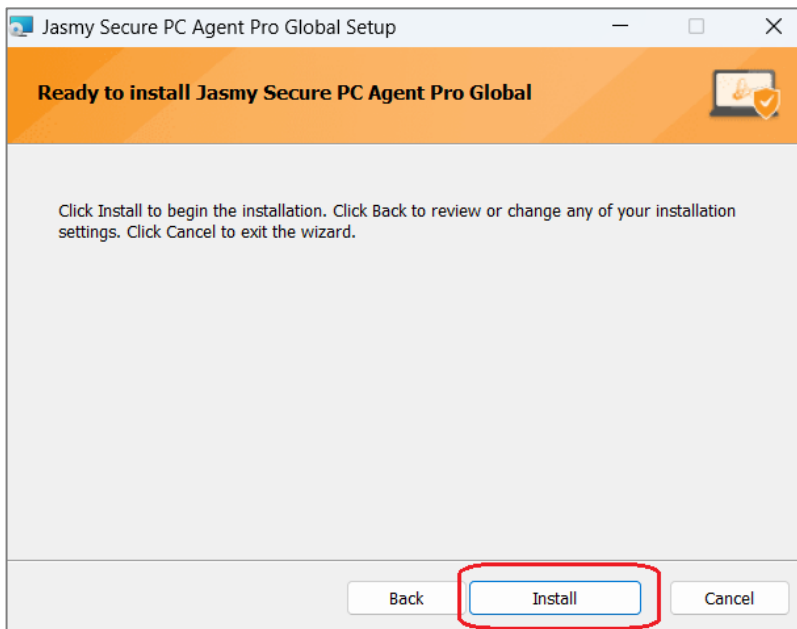 Jasmy Secure PC Agent Pro Global Setup
Ready to install Jasmy Secure PC Agent Pro Global
Click Install to begin the installation. Click Back to review or change any of your installation
settings. Click Cancel to exit the wizard.
Back Install Cancel